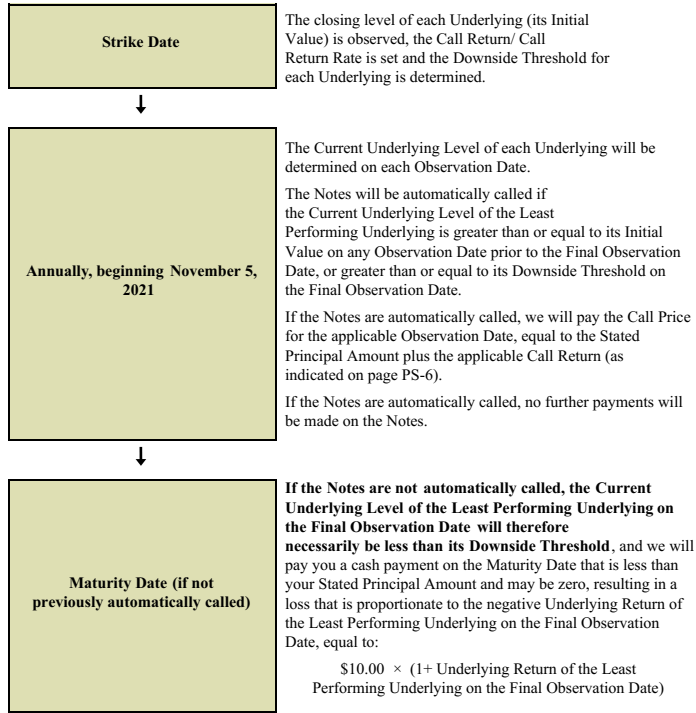 Strike Date
The closing level of each Underlying (its Initial
Value) is observed, the Call Return/ Call
Return Rate is set and the Downside Threshold for
each Underlying is determined.
Annually, beginning November 5,
2021
The Current Underlying Level of each Underlying will be
determined on each Observation Date.
The Notes will be automatically called if
the Current Underlying Level of the Least
Performing Underlying is greater than or equal to its Initial
Value on any Observation Date prior to the Final Observation
Date, or greater than or equal to its Downside Threshold on
the Final Observation Date.
If the Notes are automatically called, we will pay the Call Price
for the applicable Observation Date, equal to the Stated
Principal Amount plus the applicable Call Return (as
indicated on page PS-6).
If the Notes are automatically called, no further payments will
be made on the Notes.
Maturity Date (if not
previously automatically called)
If the Notes are not automatically called, the Current
Underlying Level of the Least Performing Underlying on
the Final Observation Date will therefore
necessarily be less than its Downside Threshold, and we will
pay you a cash payment on the Maturity Date that is less than
your Stated Principal Amount and may be zero, resulting in a
loss that is proportionate to the negative Underlying Return of
the Least Performing Underlying on the Final Observation
Date, equal to:
$10.00 × (1+ Underlying Return of the Least
Performing Underlying on the Final Observation Date)